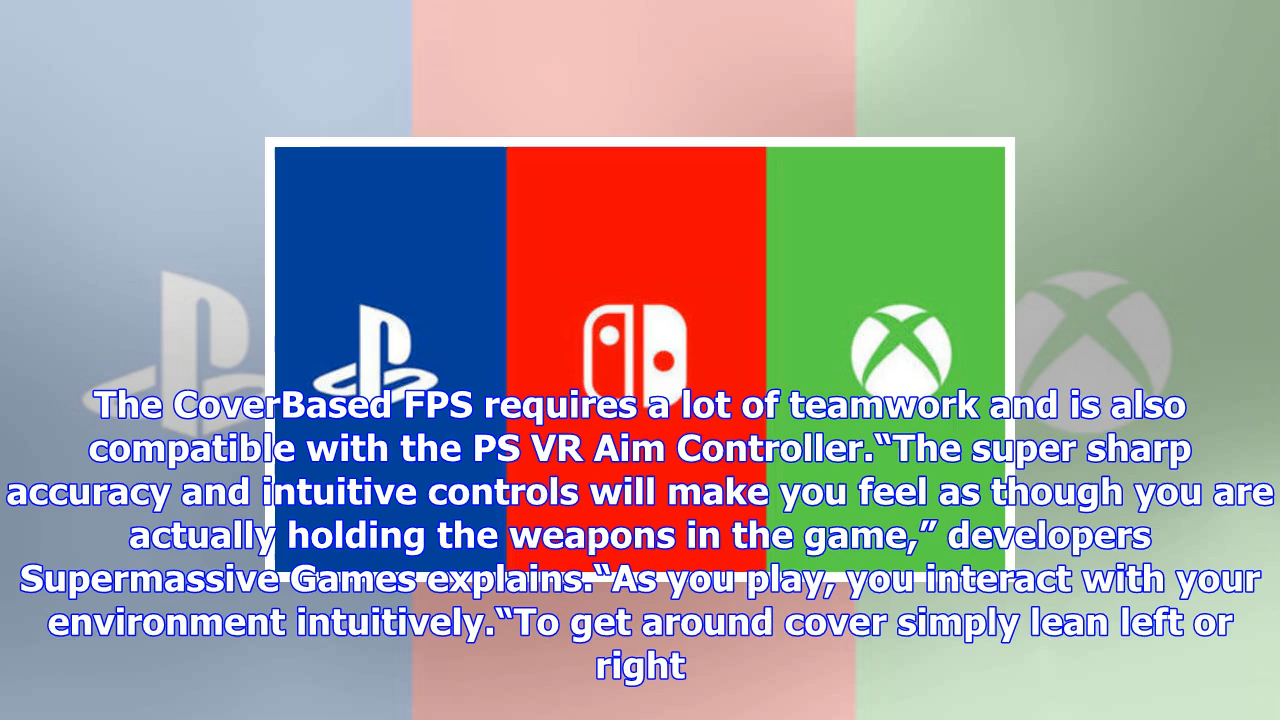 The CoverBased FPS requires a lot of teamwork and is also
compatible with the PS VR Aim Controller.“The super sharp
accuracy and intuitive controls will make you feel as though you are
actually holding the weapons in the game,” developers
Supermassive Games explains.“As you play, you interact with your
environment intuitively.“To get around cover simply lean left or
right